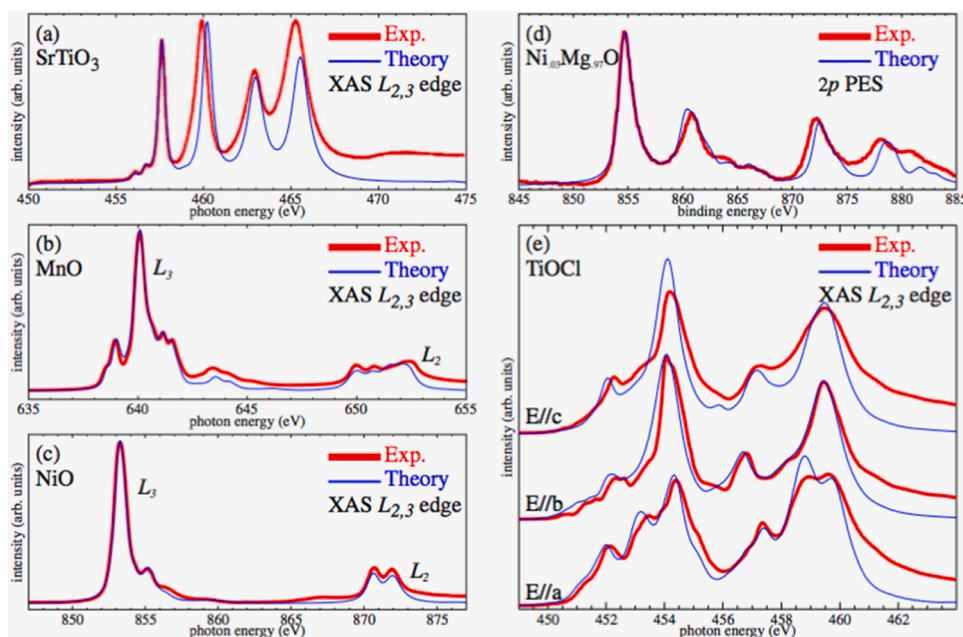 (a)
SrTiO3
Exp.
Theory
XAS L2,3 edge
intensity (arb. units)
450 455 460 465 470 475
photon energy (eV)
(b)
MnO
L3
Exp.
Theory
XAS L2,3 edge
L2
intensity (arb. units)
635 640 645 650 655
photon energy (eV)
(c)
NiO
L3
Exp.
Theory
XAS L2,3 edge
L2
intensity (arb. units)
850 855 860 865 870 875
photon energy (eV)
(d)
Ni.03Mg.97O
Exp.
Theory
2p PES
intensity (arb. units)
845 850 855 860 865 870 875 880 885
binding energy (eV)
(e)
TiOCl
Exp.
Theory
XAS L2,3 edge
E//c
E//b
E//a
intensity (arb. units)
450 452 454 456 458 460 462
photon energy (eV)